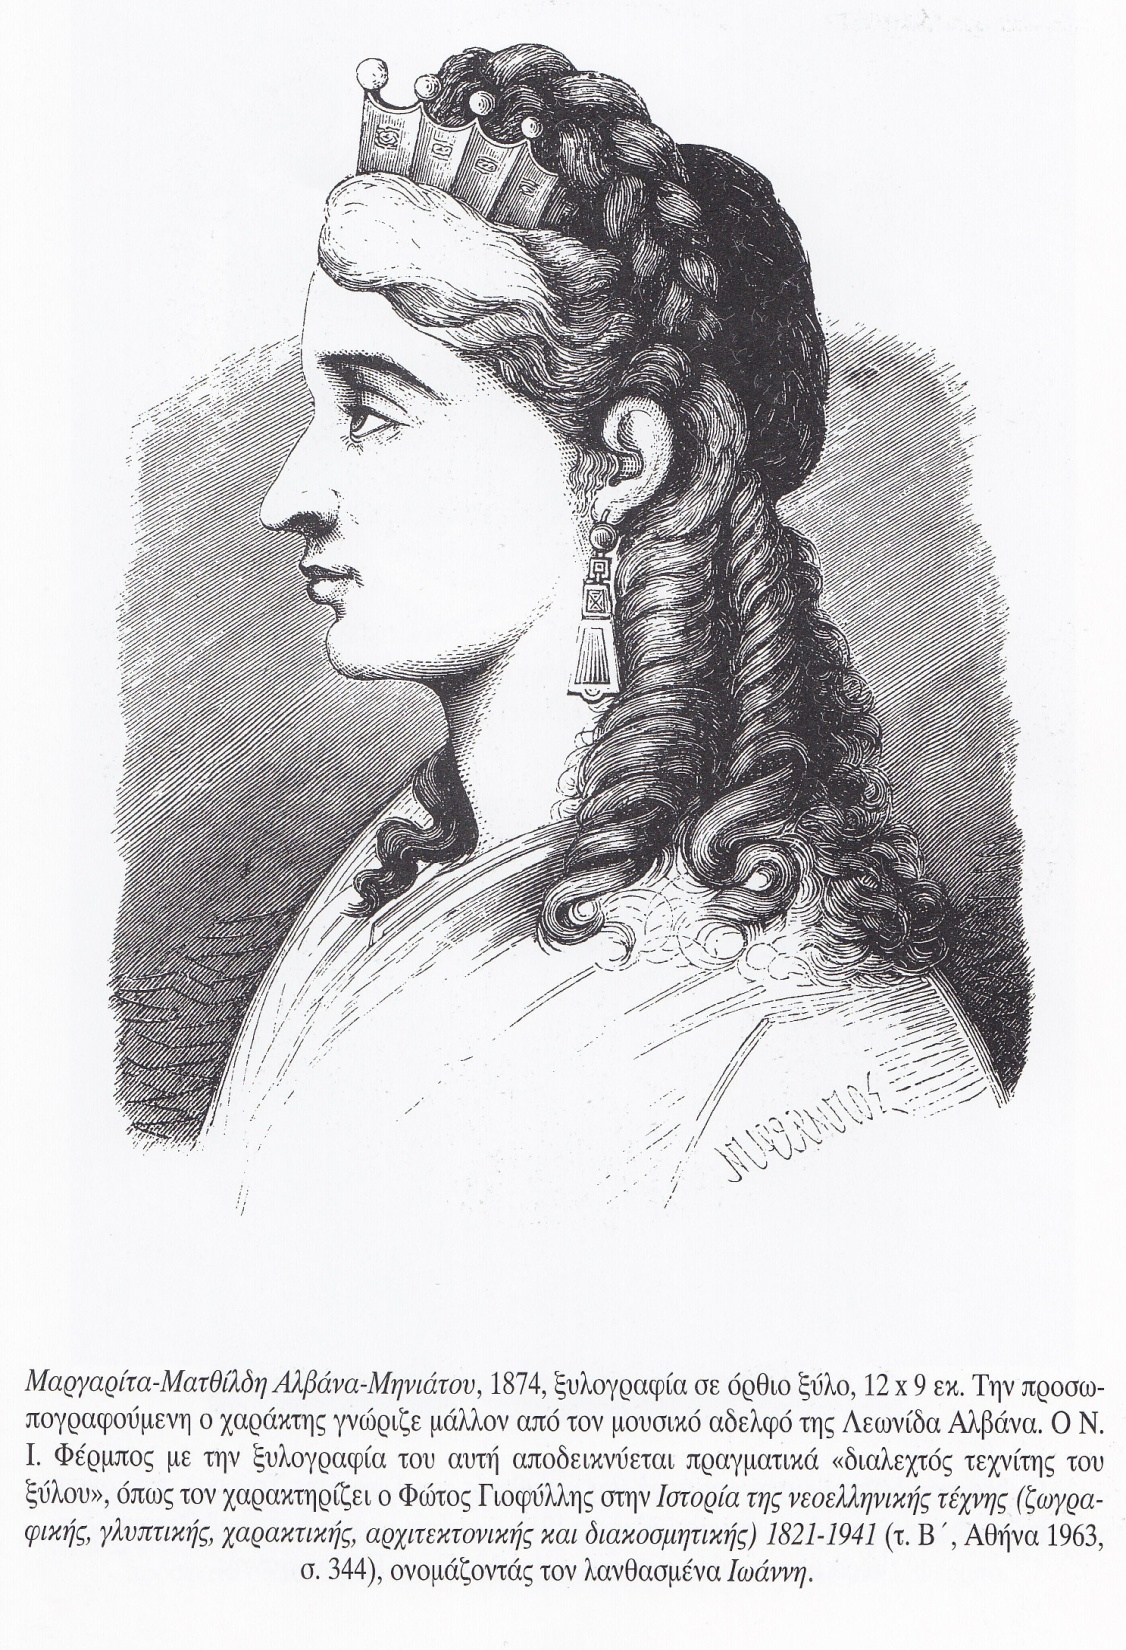 Μαργαρίτα-Ματθίλδη Αλβάνα-Μηνιάτου, 1874, ξυλογραφία σε όρθιο ξύλο, 12 x 9 εκ. Την προσω-
πογραφούμενη ο χαράκτης γνώριζε μάλλον από τον μουσικό αδελφό της Λεωνίδα Αλβάνα. Ο Ν.
Ι. Φέρμπος με την ξυλογραφία του αυτή αποδεικνύεται πραγματικά «διαλεχτός τεχνίτης του
ξύλου», όπως τον χαρακτηρίζει ο Φώτος Γιοφύλλης στην Ιστορία της νεοελληνικής τέχνης (ζωγρα-
φικής, γλυπτικής, χαρακτικής, αρχιτεκτονικής και διακοσμητικής) 1821-1941 (τ. Β΄, Αθήνα 1963,
σ. 344), ονομάζοντάς τον λανθασμένα Ιωάννη.